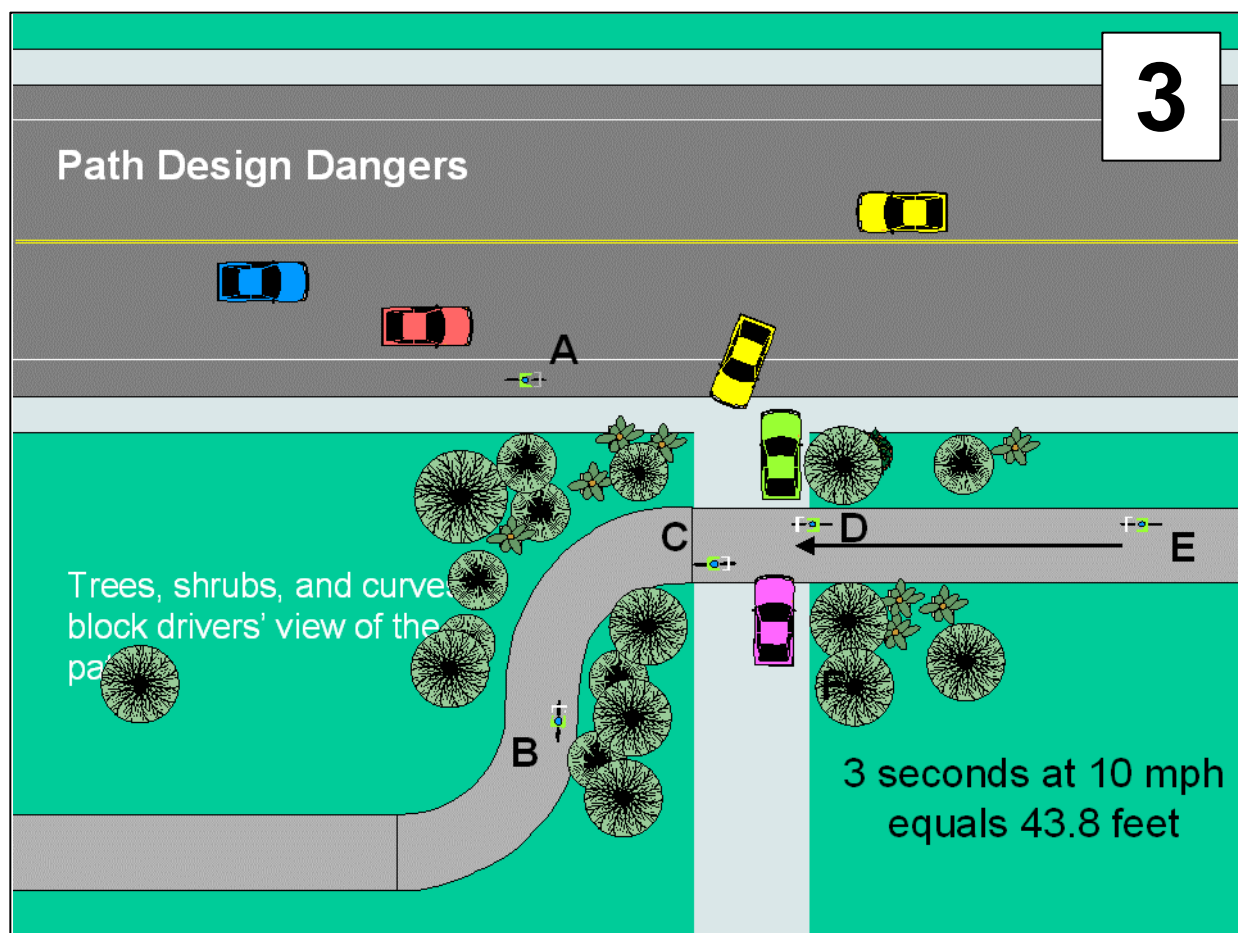 3
Path Design Dangers
A
C
D
E
Trees, shrubs, and curves
block drivers' view of the
B
F
3 seconds at 10 mph
equals 43.8 feet